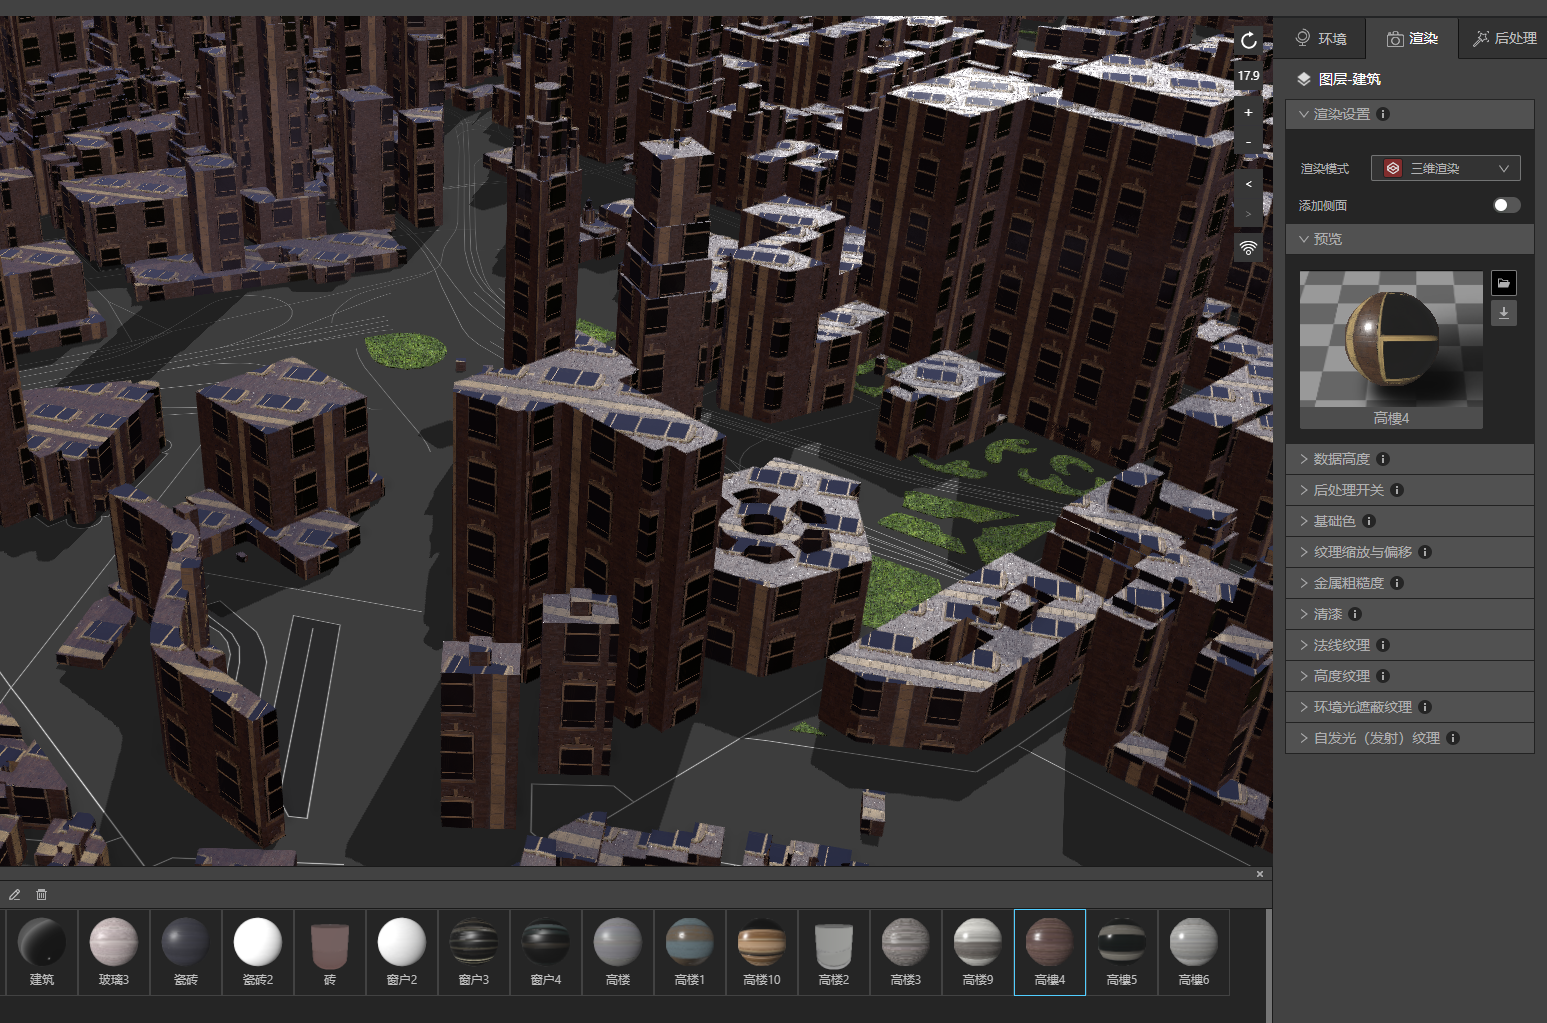 环境
渲染
后处理
图层-建筑
17.9
+
-
<
>
渲染设置
渲染模式
三维渲染
添加侧面
预览
高楼4
数据高度
后处理开关
基础色
纹理缩放与偏移
金属粗糙度
清漆
法线纹理
高度纹理
环境光遮蔽纹理
自发光（发射）纹理
建筑
玻璃3
瓷砖
瓷砖2
砖
窗户2
窗户3
窗户4
高楼
高楼1
高楼10
高楼2
高楼3
高楼9
高楼4
高楼5
高楼6